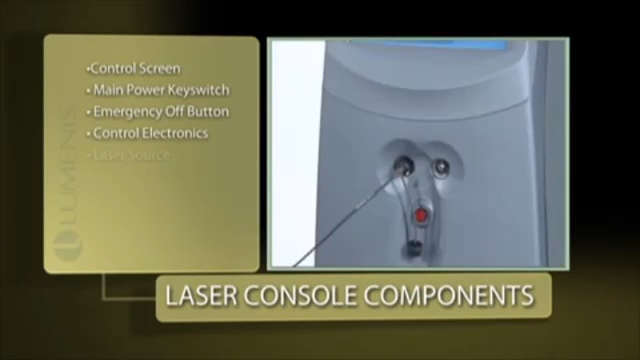 •Control Screen
• Main Power Keyswitch
• Emergency Off Button
• Control Electronics
• Laser Source
LUMENIS
LASER CONSOLE COMPONENTS